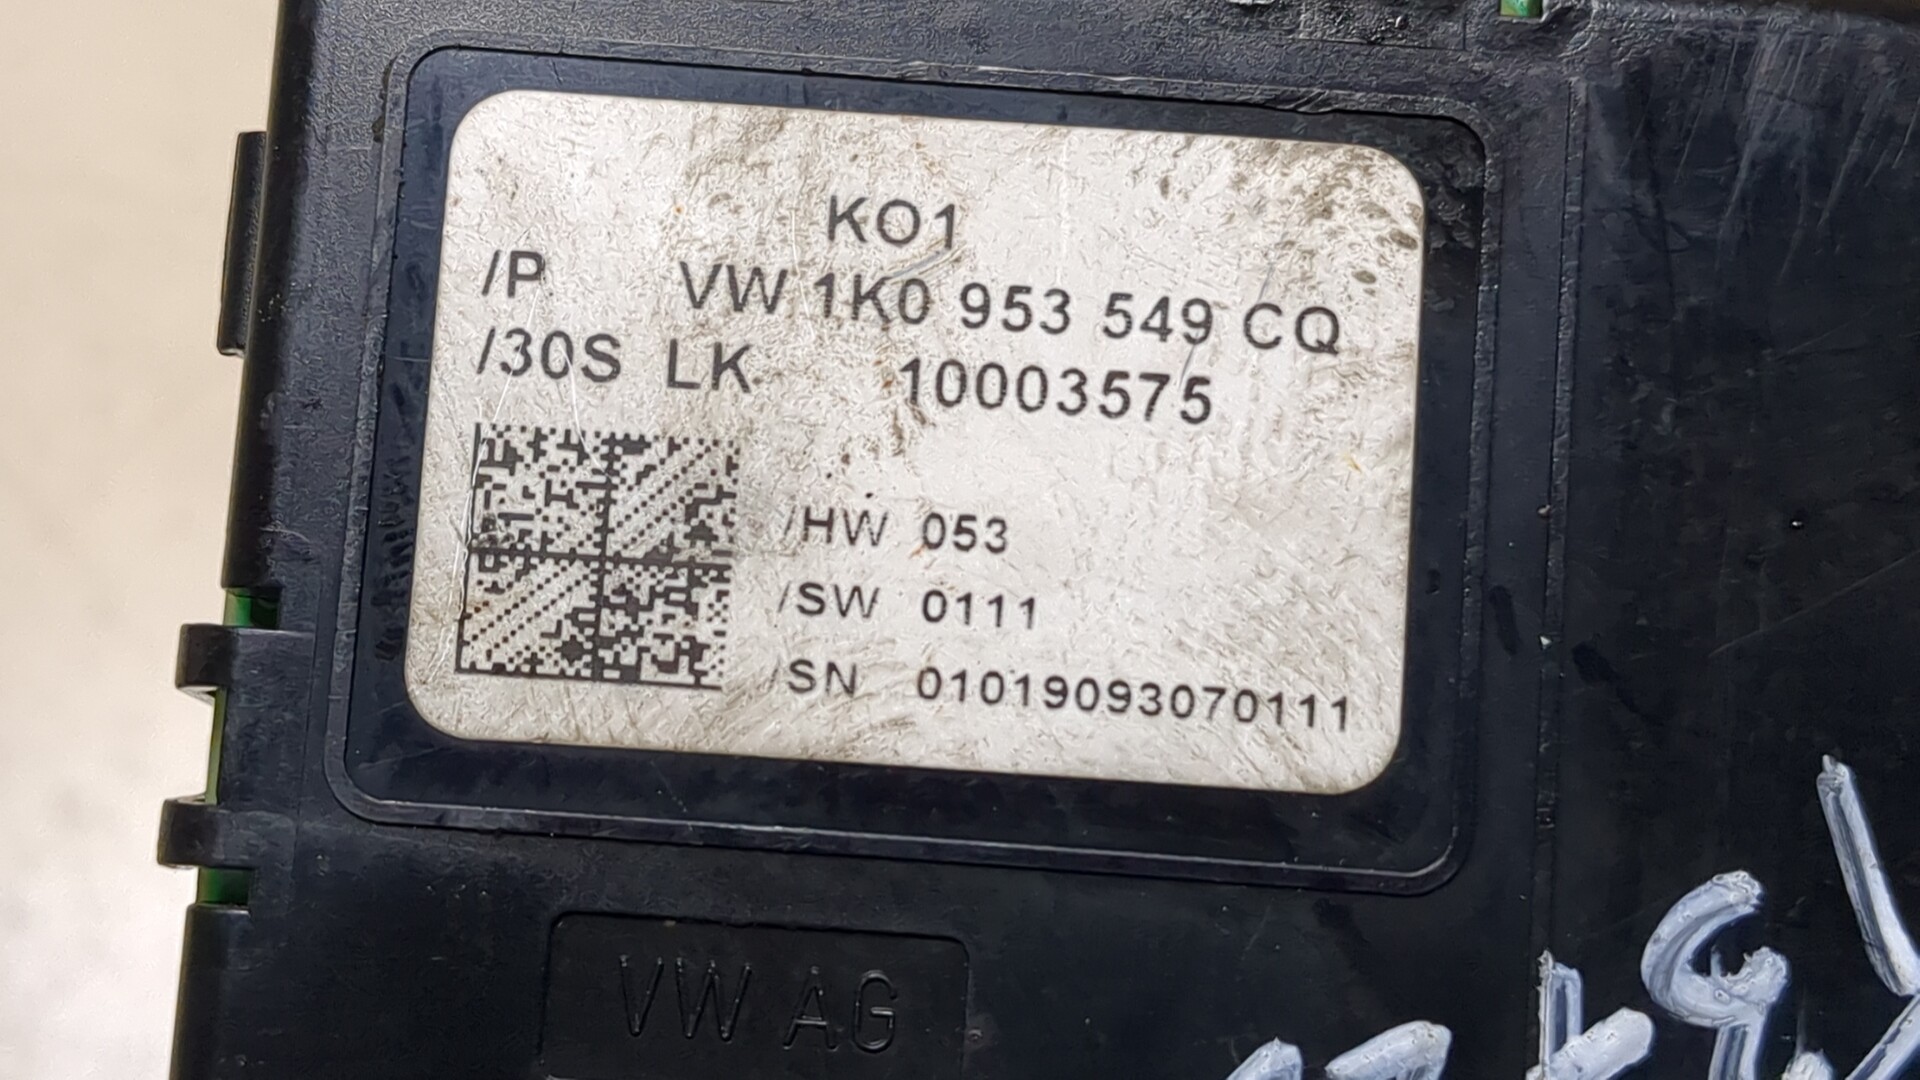 KO1
/P VW 1K0 953 549 CQ
/30S LK 10003575
/HW 053
/SW 0111
/SN 01019093070111
VW AG